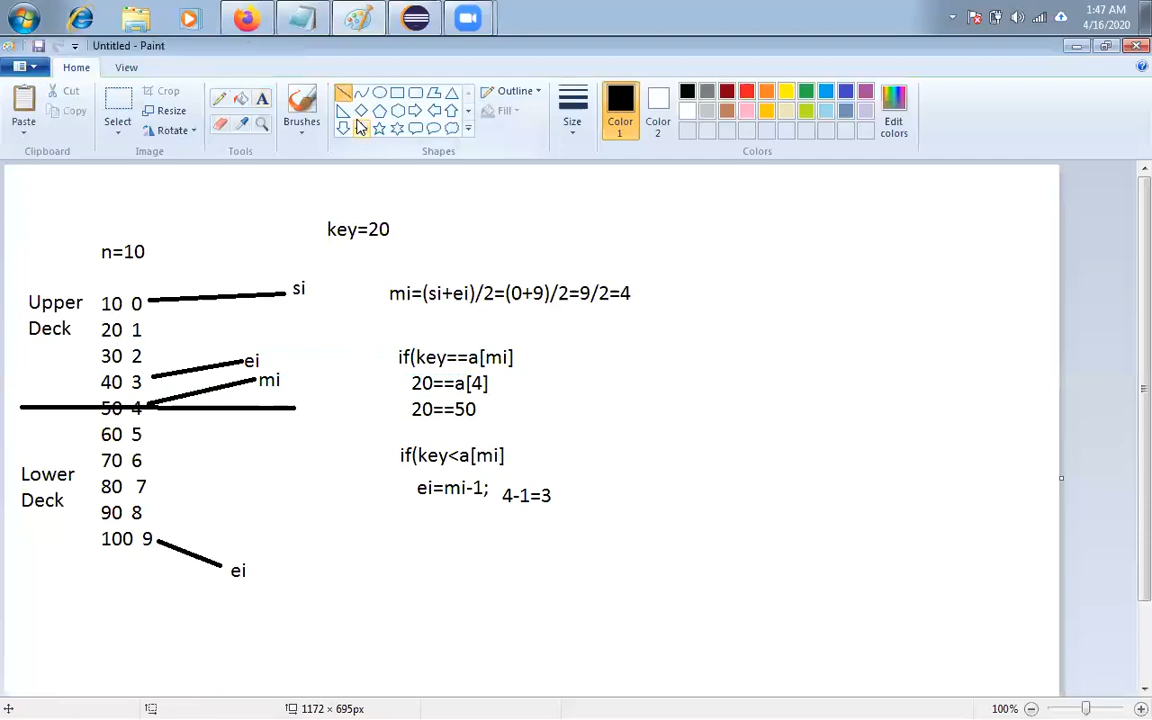 1:47 AM
4/16/2020
Untitled - Paint
Home
View
Paste
Cut
Copy
Clipboard
Select
Crop
Resize
Rotate
Image
A
Tools
Brushes
Outline
Fill
Shapes
Size
Color
1
Color
2
Edit
colors
Colors
key=20
n=10
si
Upper
Deck
10 0
20 1
30 2
40 3
50 4
60 5
70 6
80 7
90 8
100 9
ei
mi
Lower
Deck
ei
mi=(si+ei)/2=(0+9)/2=9/2=4
if(key==a[mi]
20==a[4]
20==50
if(key<a[mi]
ei=mi-1;
4-1=3
1172 × 695px
100%